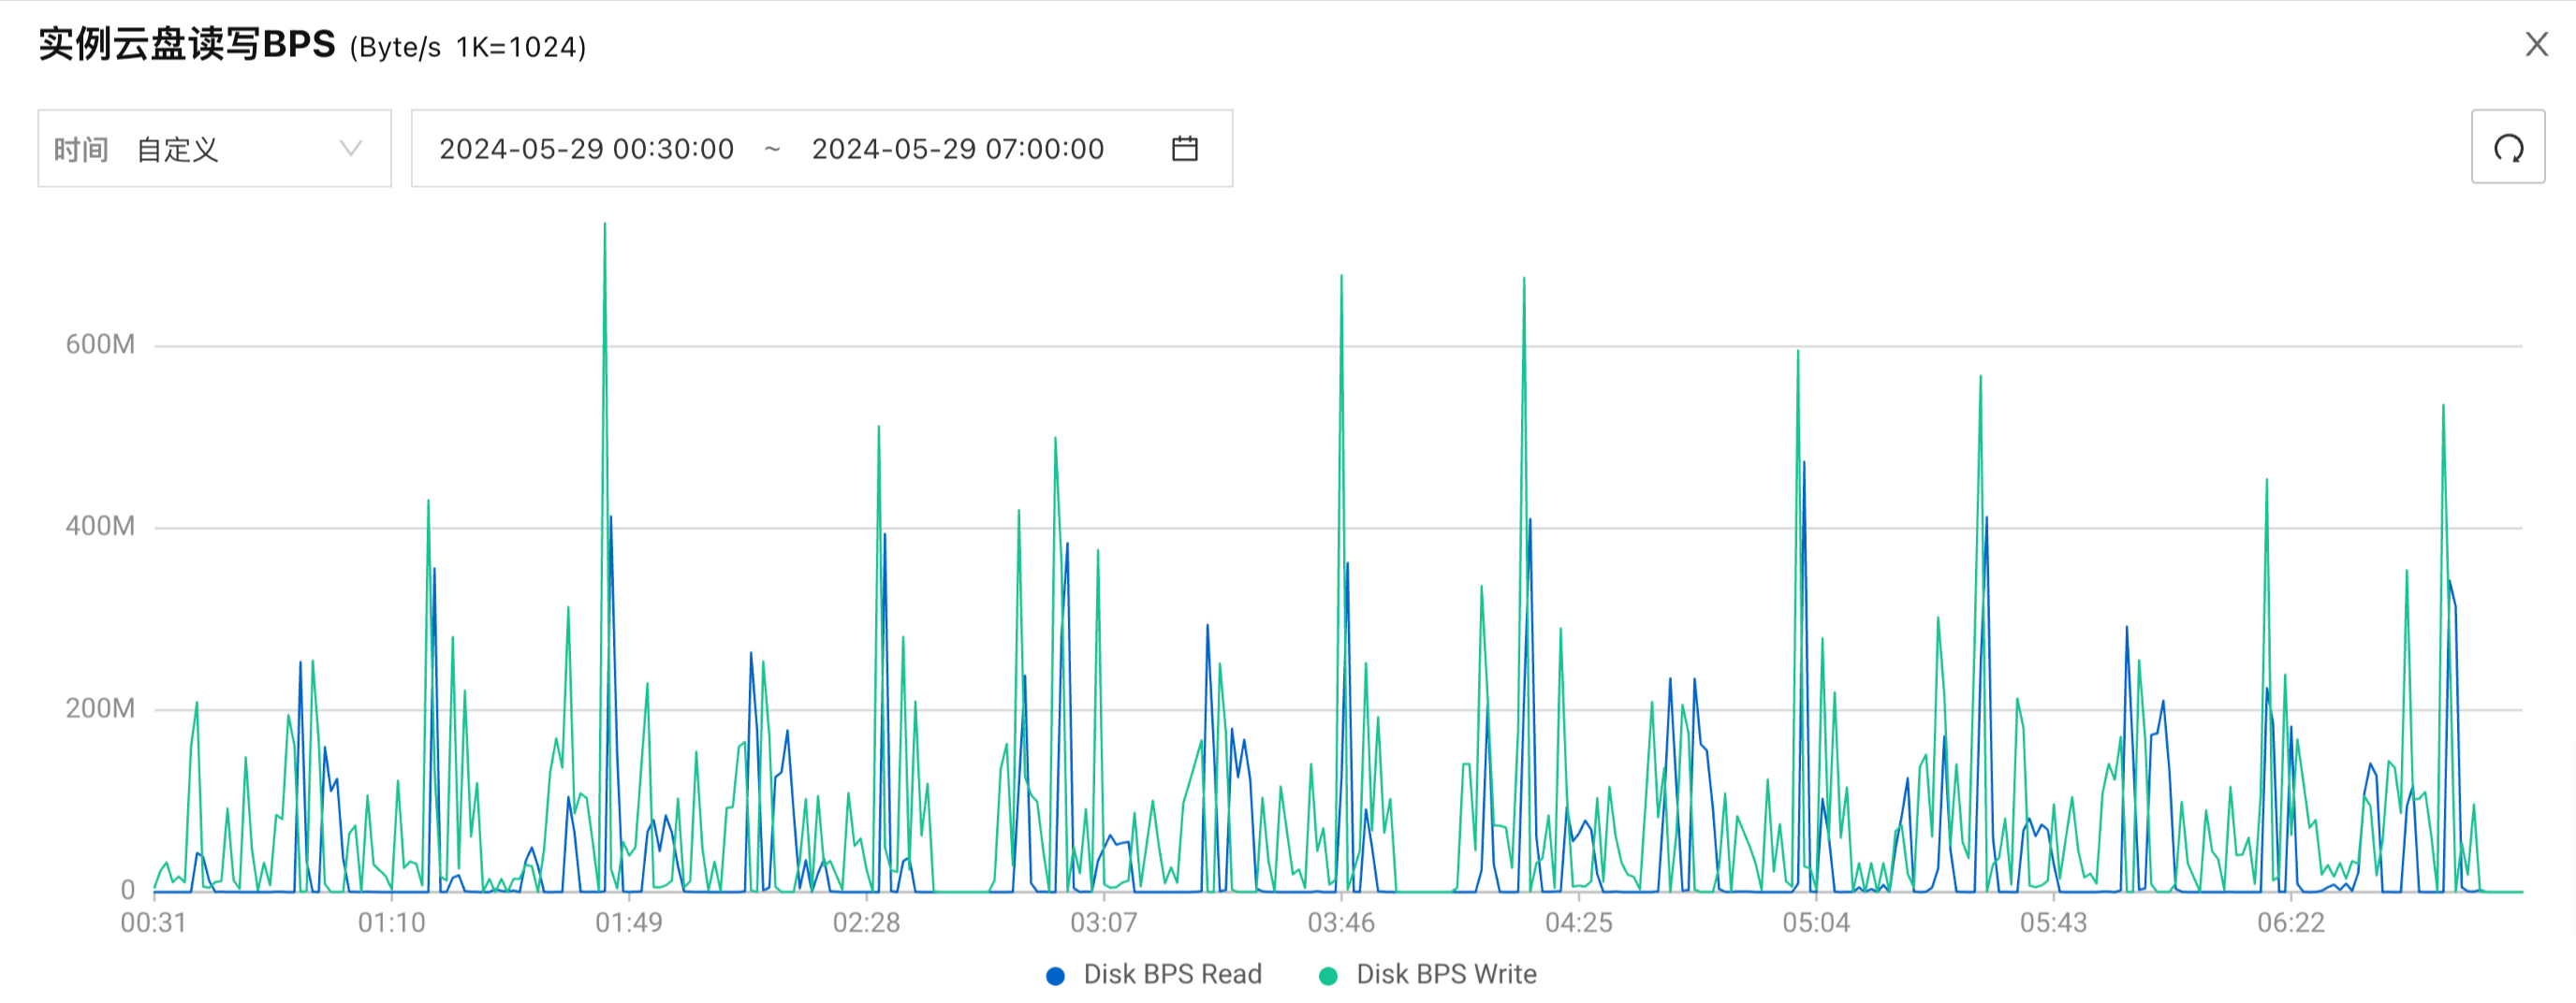 实例云盘读写BPS (Byte/s 1K=1024)
时间 自定义 2024-05-29 00:30:00 ~ 2024-05-29 07:00:00
600M
400M
200M
0
00:31 01:10 01:49 02:28 03:07 03:46 04:25 05:04 05:43 06:22
Disk BPS Read Disk BPS Write